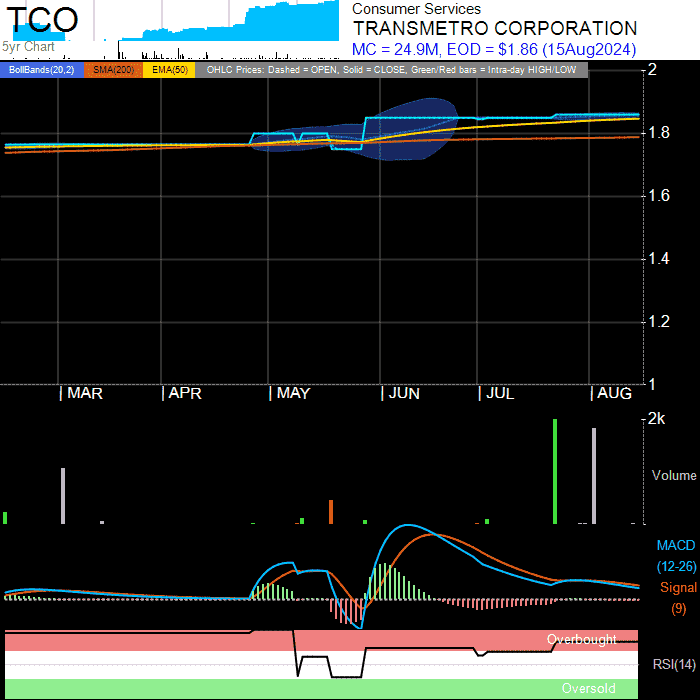 TCO
5yr Chart
Consumer Services
TRANSMETRO CORPORATION
MC = 24.9M, EOD = $1.86 (15Aug2024)
BollBands(20,2) SMA(200) EMA(50) OHLC Prices: Dashed = OPEN, Solid = CLOSE, Green/Red bars = Intra-day HIGH/LOW
2
1.8
1.6
1.4
1.2
1
MAR APR MAY JUN JUL AUG
2k
Volume
MACD
(12-26)
Signal
(9)
Overbought
RSI(14)
Oversold